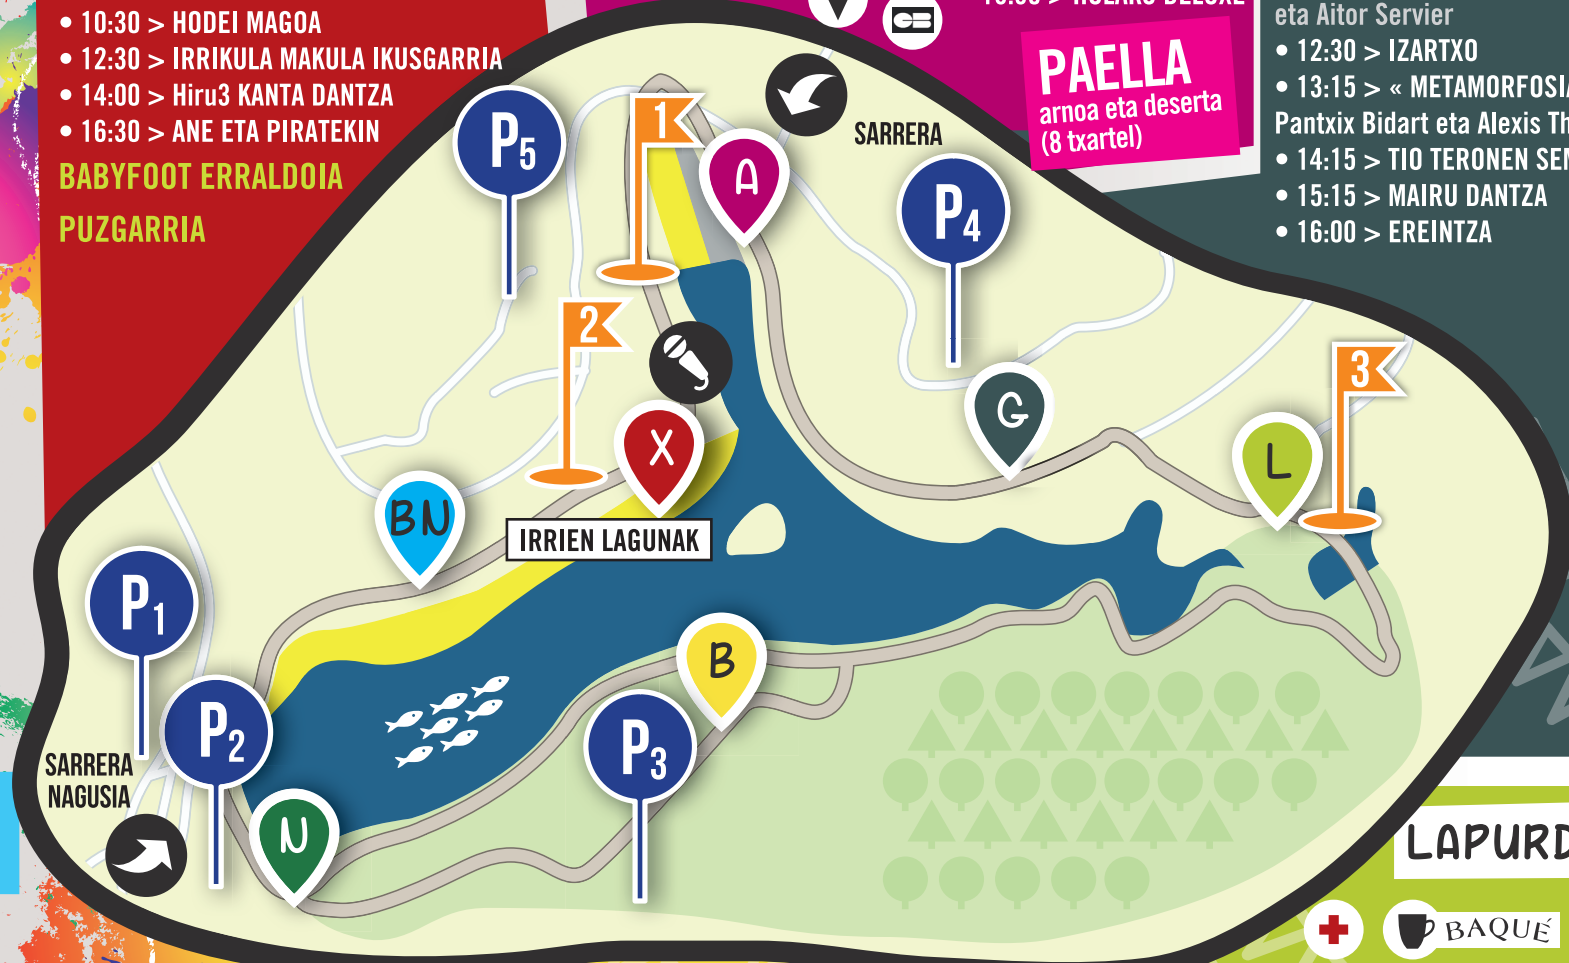 • 10:30 > HODEI MAGOA
• 12:30 > IRRIKULA MAKULA IKUSGARRIA
• 14:00 > Hiru3 KANTA DANTZA
• 16:30 > ANE ETA PIRATEKIN
BABYFOOT ERRALDOIA
PUZGARRIA
PAELLA
arnoa eta deserta
(8 txartel)
eta Aitor Servier
• 12:30 > IZARTXO
• 13:15 > « METAMORFOSIA
Pantxix Bidart eta Alexis
• 14:15 > TIO TERONEN
• 15:15 > MAIRU DANTZA
• 16:00 > EREINTZA
SARRERA
P5
1
A
P4
2
3
X
G
L
BN
IRRIEN LAGUNAK
P1
B
P2
P3
SARRERA
NAGUSIA
N
LAPURD
BAQUÉ